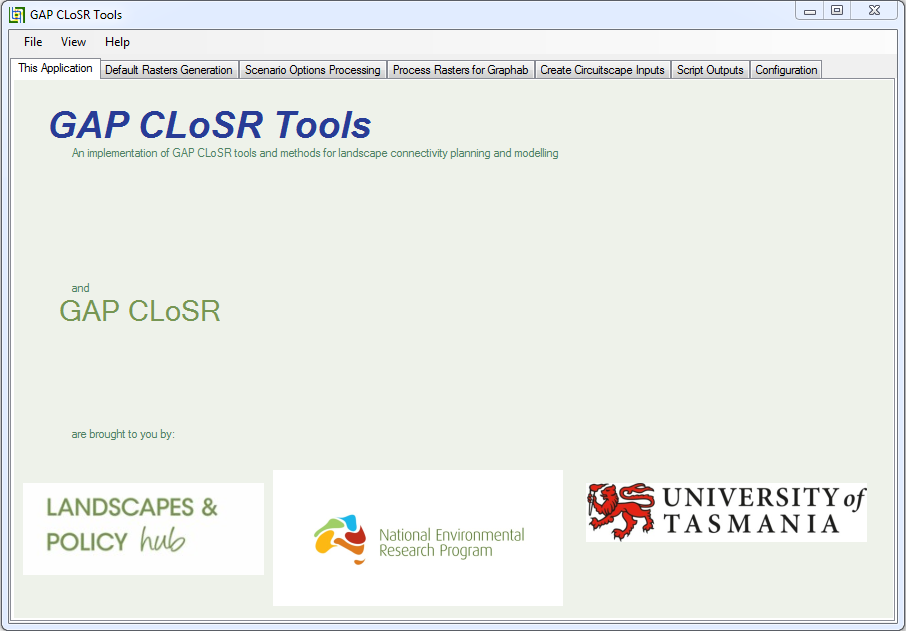 GAP CLoSR Tools
File View Help
This Application Default Rasters Generation Scenario Options Processing Process Rasters for Graphab Create Circuitscape Inputs Script Outputs Configuration
GAP CLoSR Tools
An implementation of GAP CLoSR tools and methods for landscape connectivity planning and modelling
and
GAP CLoSR
are brought to you by:
LANDSCAPES &
POLICY hub
National Environmental
Research Program
UNIVERSITY of
TASMANIA